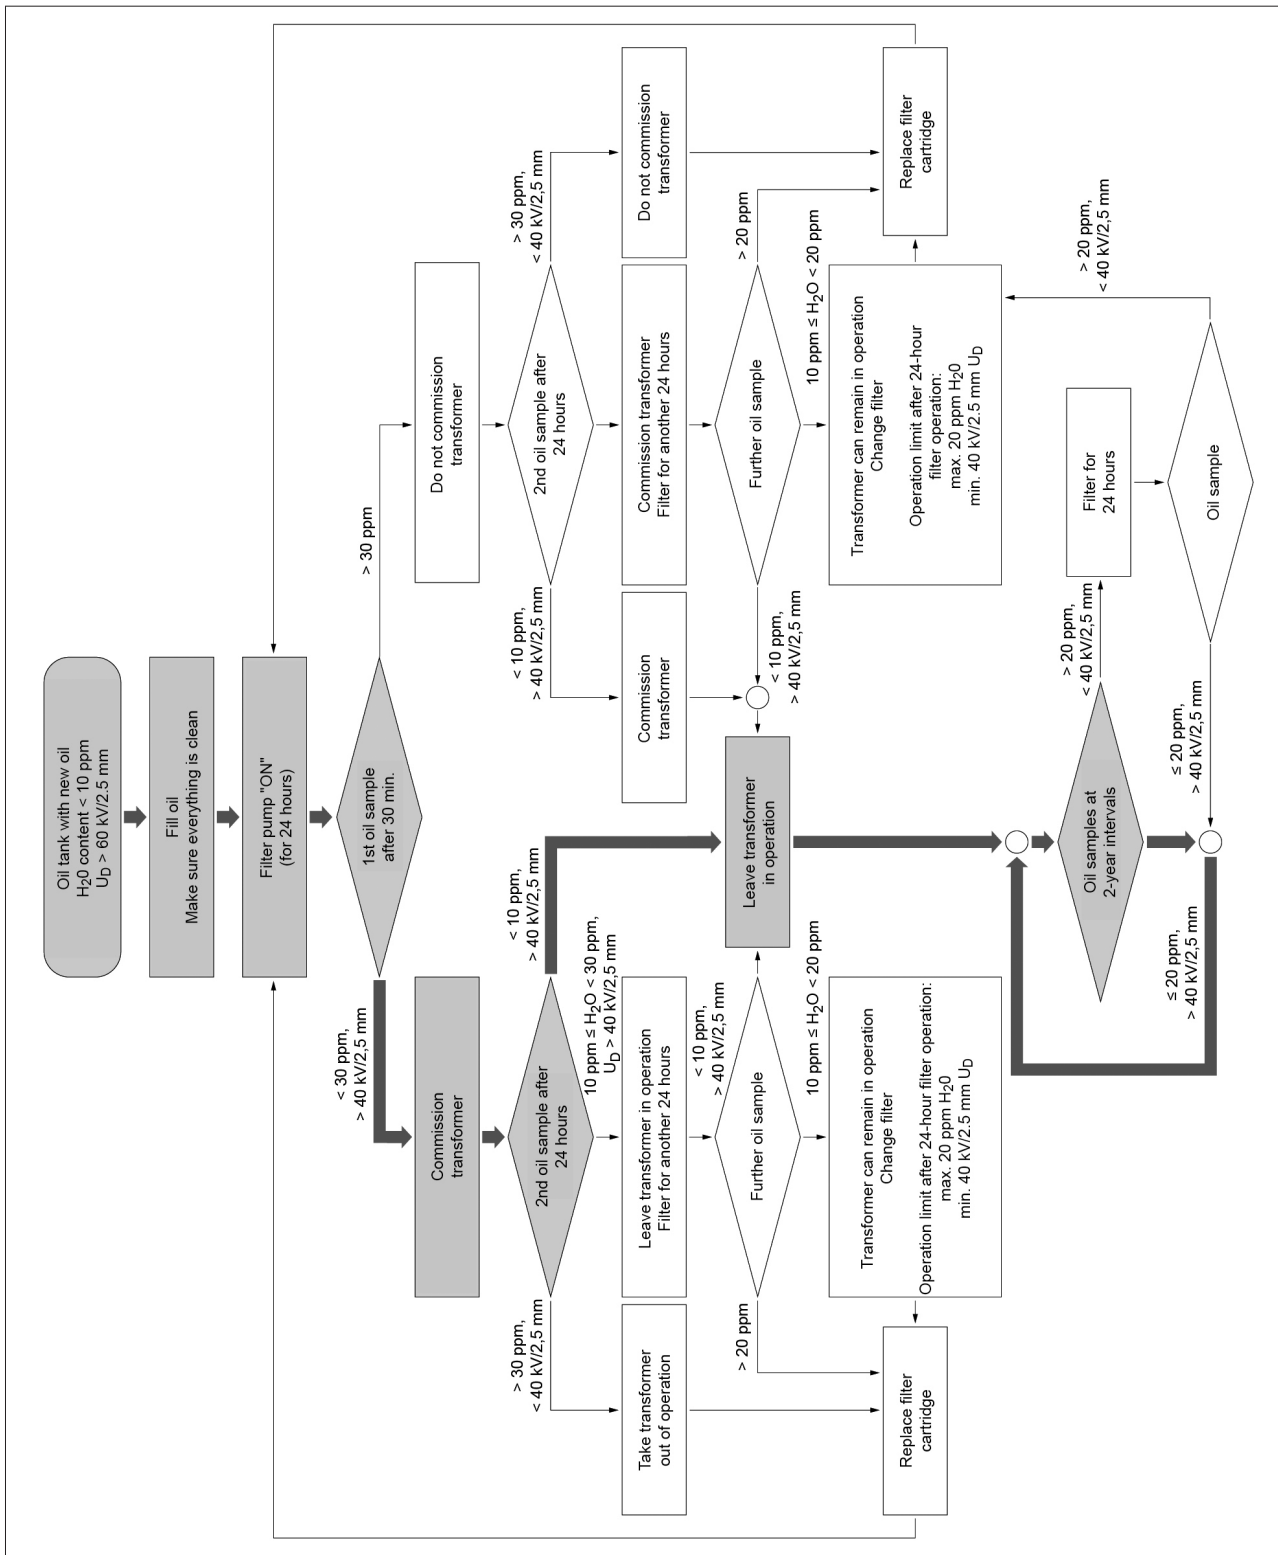 Oil tank with new oil
H20 content < 10 ppm
UD > 60 kV/2.5 mm
Fill oil
Make sure everything is clean
Filter pump "ON"
(for 24 hours)
1st oil sample
after 30 min.
< 30 ppm,
> 40 kV/2,5 mm
> 30 ppm
Commission
transformer
Do not commission
transformer
2nd oil sample after
24 hours
> 30 ppm,
< 40 kV/2,5 mm
10 ppm ≤ H2O < 30 ppm,
UD > 40 kV/2,5 mm
< 10 ppm,
> 40 kV/2,5 mm
2nd oil sample after
24 hours
< 10 ppm,
> 40 kV/2,5 mm
> 30 ppm,
< 40 kV/2,5 mm
Take transformer
out of operation
Leave transformer in operation
Filter for another 24 hours
Commission
transformer
Commission transformer
Filter for another 24 hours
Do not commission
transformer
Further oil sample
> 20 ppm
< 10 ppm,
> 40 kV/2,5 mm
10 ppm ≤ H2O < 20 ppm
Leave transformer
in operation
Further oil sample
< 10 ppm,
> 40 kV/2,5 mm
> 20 ppm
10 ppm ≤ H2O < 20 ppm
Transformer can remain in operation
Change filter
Operation limit after 24-hour filter operation:
max. 20 ppm H20
min. 40 kV/2.5 mm UD
Transformer can remain in operation
Change filter
Operation limit after 24-hour
filter operation:
max. 20 ppm H20
min. 40 kV/2.5 mm UD
Replace filter
cartridge
Replace filter
cartridge
Oil samples at
2-year intervals
> 20 ppm,
< 40 kV/2,5 mm
Filter for
24 hours
> 20 ppm,
< 40 kV/2,5 mm
≤ 20 ppm,
> 40 kV/2,5 mm
≤ 20 ppm,
> 40 kV/2,5 mm
Oil sample